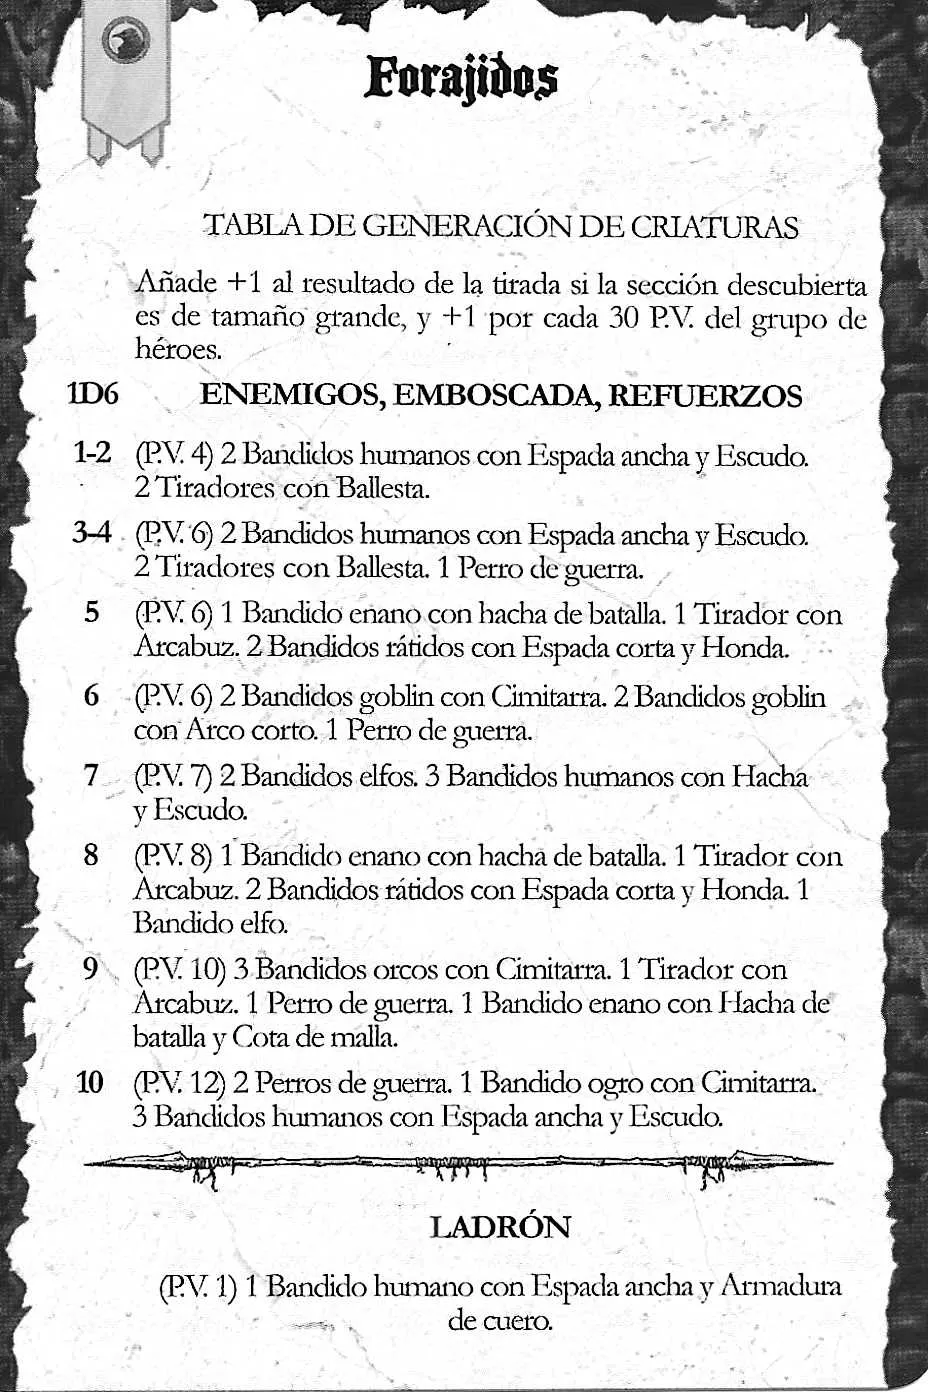 Forajidos
TABLA DE GENERACIÓN DE CRIATURAS
Añade +1 al resultado de la tirada si la sección descubierta
es de tamaño grande, y +1 por cada 30 P.V. del grupo de
héroes.
1D6 ENEMIGOS, EMBOSCADA, REFUERZOS
1-2 (P.V. 4) 2 Bandidos humanos con Espada ancha y Escudo.
2 Tiradores con Ballesta.
3-4 (P.V. 6) 2 Bandidos humanos con Espada ancha y Escudo.
2 Tiradores con Ballesta. 1 Perro de guerra.
5 (P.V. 6) 1 Bandido enano con hacha de batalla. 1 Tirador con
Arcabuz. 2 Bandidos rátidos con Espada corta y Honda.
6 (P.V. 6) 2 Bandidos goblin con Cimitarra. 2 Bandidos goblin
con Arco corto. 1 Perro de guerra.
7 (P.V. 7) 2 Bandidos elfos. 3 Bandidos humanos con Hacha
y Escudo.
8 (P.V. 8) 1 Bandido enano con hacha de batalla. 1 Tirador con
Arcabuz. 2 Bandidos rátidos con Espada corta y Honda. 1
Bandido elfo.
9 (P.V. 10) 3 Bandidos orcos con Cimitarra. 1 Tirador con
Arcabuz. 1 Perro de guerra. 1 Bandido enano con Hacha de
batalla y Cota de malla.
10 (P.V. 12) 2 Perros de guerra. 1 Bandido ogro con Cimitarra.
3 Bandidos humanos con Espada ancha y Escudo.
LADRÓN
(P.V. 1) 1 Bandido humano con Espada ancha y Armadura
de cuero.